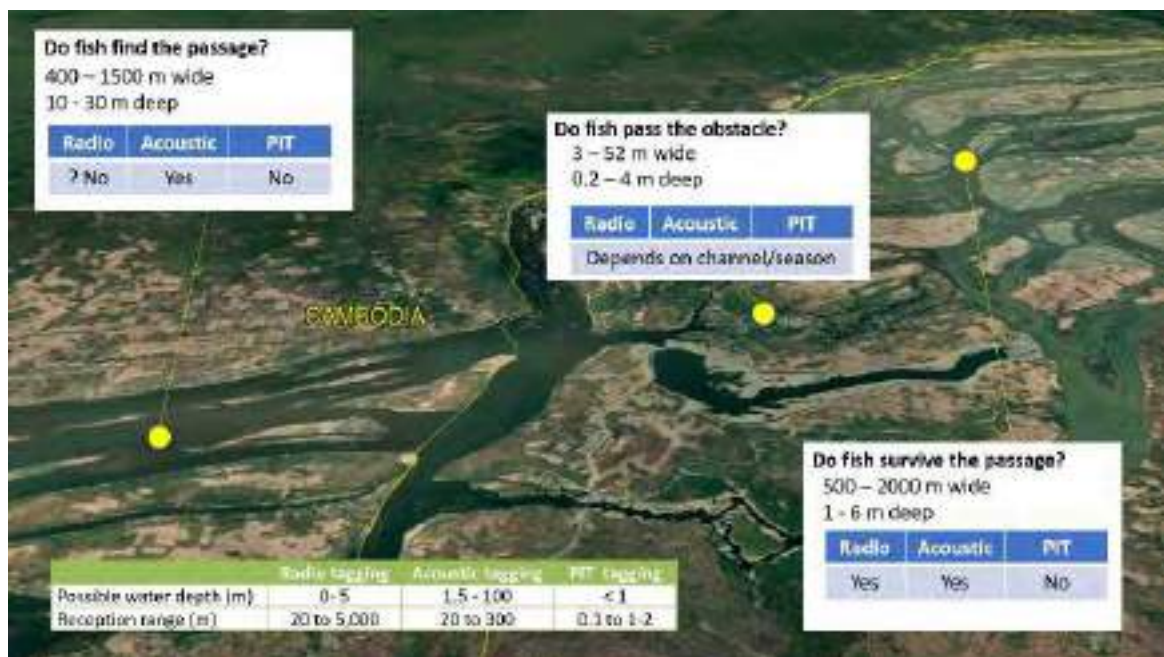 Do fish find the passage?
400 – 1500 m wide
10 - 30 m deep
Radio Acoustic PIT
? No Yes No
Do fish pass the obstacle?
3 – 52 m wide
0.2 – 4 m deep
Radio Acoustic PIT
Depends on channel/season
CAMBODIA
Do fish survive the passage?
500 – 2000 m wide
1 - 6 m deep
Radio Acoustic PIT
Yes Yes No
Radio tagging Acoustic tagging PIT tagging
Possible water depth (m) 0- 5 1.5 - 100 < 1
Reception range (m) 20 to 5,000 20 to 300 0.1 to 1-2